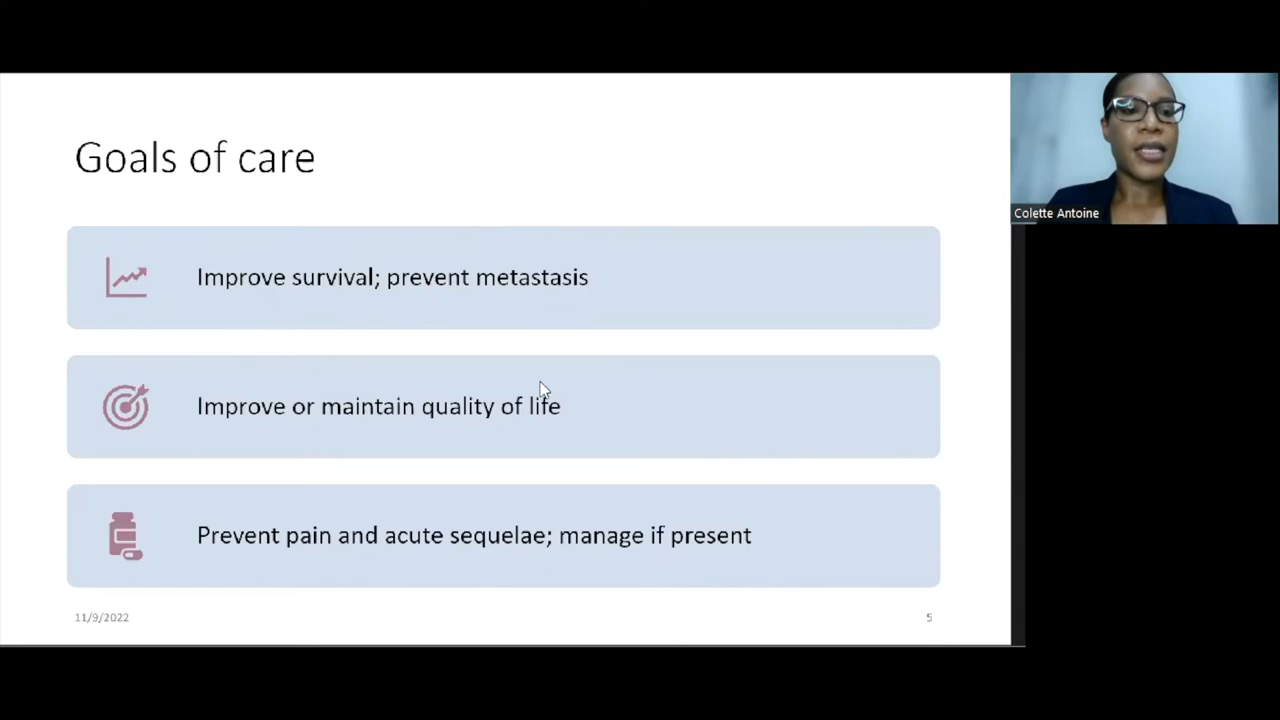 Goals of care
Improve survival; prevent metastasis
Improve or maintain quality of life
Prevent pain and acute sequelae; manage if present
11/9/2022
5
Colette Antoine